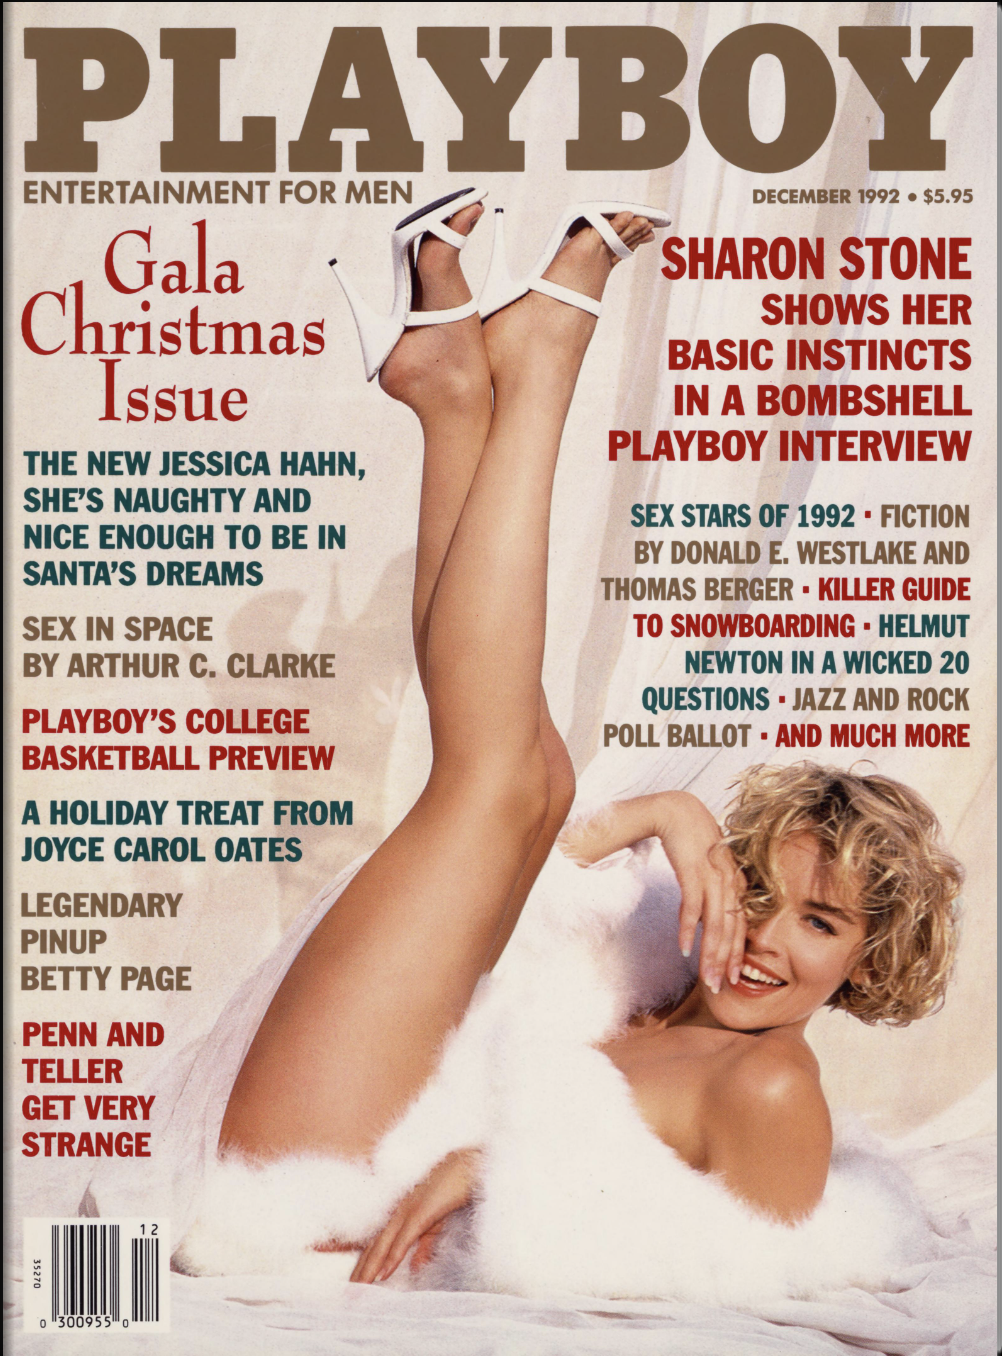 PLAYBOY
ENTERTAINMENT FOR MEN
DECEMBER 1992 • $5.95
Gala
Christmas
Issue
THE NEW JESSICA HAHN,
SHE'S NAUGHTY AND
NICE ENOUGH TO BE IN
SANTA'S DREAMS
SEX IN SPACE
BY ARTHUR C. CLARKE
PLAYBOY'S COLLEGE
BASKETBALL PREVIEW
A HOLIDAY TREAT FROM
JOYCE CAROL OATES
LEGENDARY
PINUP
BETTY PAGE
PENN AND
TELLER
GET VERY
STRANGE
SHARON STONE
SHOWS HER
BASIC INSTINCTS
IN A BOMBSHELL
PLAYBOY INTERVIEW
SEX STARS OF 1992 · FICTION
BY DONALD E. WESTLAKE AND
THOMAS BERGER · KILLER GUIDE
TO SNOWBOARDING · HELMUT
NEWTON IN A WICKED 20
QUESTIONS · JAZZ AND ROCK
POLL BALLOT · AND MUCH MORE
12
35270
0 300955 0